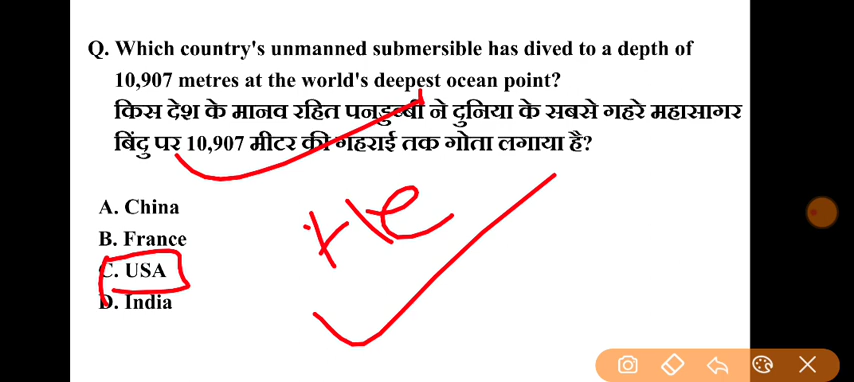 Q. Which country's unmanned submersible has dived to a depth of
10,907 metres at the world's deepest ocean point?
किस देश के मानव रहित पनडुब्बी ने दुनिया के सबसे गहरे महासागर
बिंदु पर 10,907 मीटर की गहराई तक गोता लगाया है?
A. China
B. France
C. USA
D. India